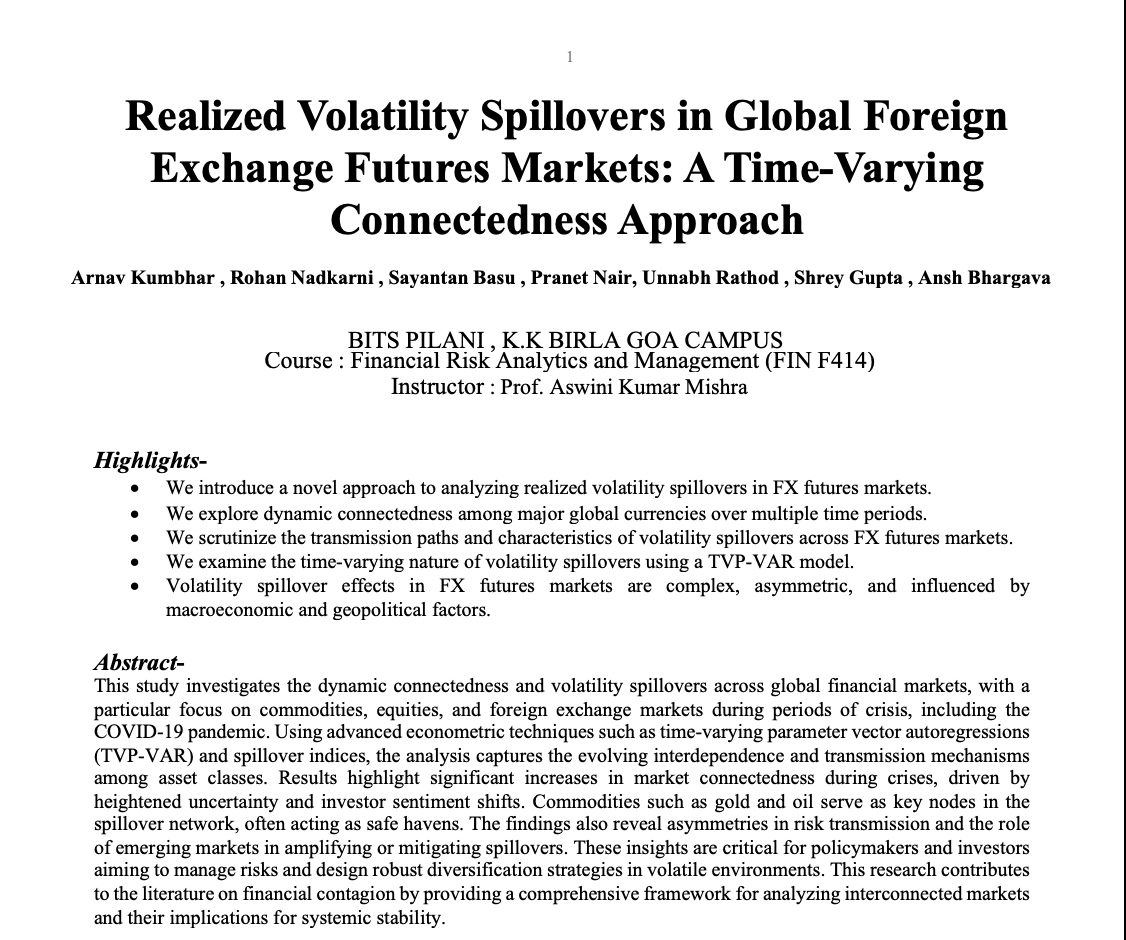 1
Realized Volatility Spillovers in Global Foreign
Exchange Futures Markets: A Time-Varying
Connectedness Approach
Arnav Kumbhar , Rohan Nadkarni , Sayantan Basu , Pranet Nair, Unnabh Rathod , Shrey Gupta , Ansh Bhargava
BITS PILANI , K.K BIRLA GOA CAMPUS
Course : Financial Risk Analytics and Management (FIN F414)
Instructor : Prof. Aswini Kumar Mishra
Highlights-
• We introduce a novel approach to analyzing realized volatility spillovers in FX futures markets.
• We explore dynamic connectedness among major global currencies over multiple time periods.
• We scrutinize the transmission paths and characteristics of volatility spillovers across FX futures markets.
• We examine the time-varying nature of volatility spillovers using a TVP-VAR model.
• Volatility spillover effects in FX futures markets are complex, asymmetric, and influenced by
macroeconomic and geopolitical factors.
Abstract-
This study investigates the dynamic connectedness and volatility spillovers across global financial markets, with a
particular focus on commodities, equities, and foreign exchange markets during periods of crisis, including the
COVID-19 pandemic. Using advanced econometric techniques such as time-varying parameter vector autoregressions
(TVP-VAR) and spillover indices, the analysis captures the evolving interdependence and transmission mechanisms
among asset classes. Results highlight significant increases in market connectedness during crises, driven by
heightened uncertainty and investor sentiment shifts. Commodities such as gold and oil serve as key nodes in the
spillover network, often acting as safe havens. The findings also reveal asymmetries in risk transmission and the role
of emerging markets in amplifying or mitigating spillovers. These insights are critical for policymakers and investors
aiming to manage risks and design robust diversification strategies in volatile environments. This research contributes
to the literature on financial contagion by providing a comprehensive framework for analyzing interconnected markets
and their implications for systemic stability.